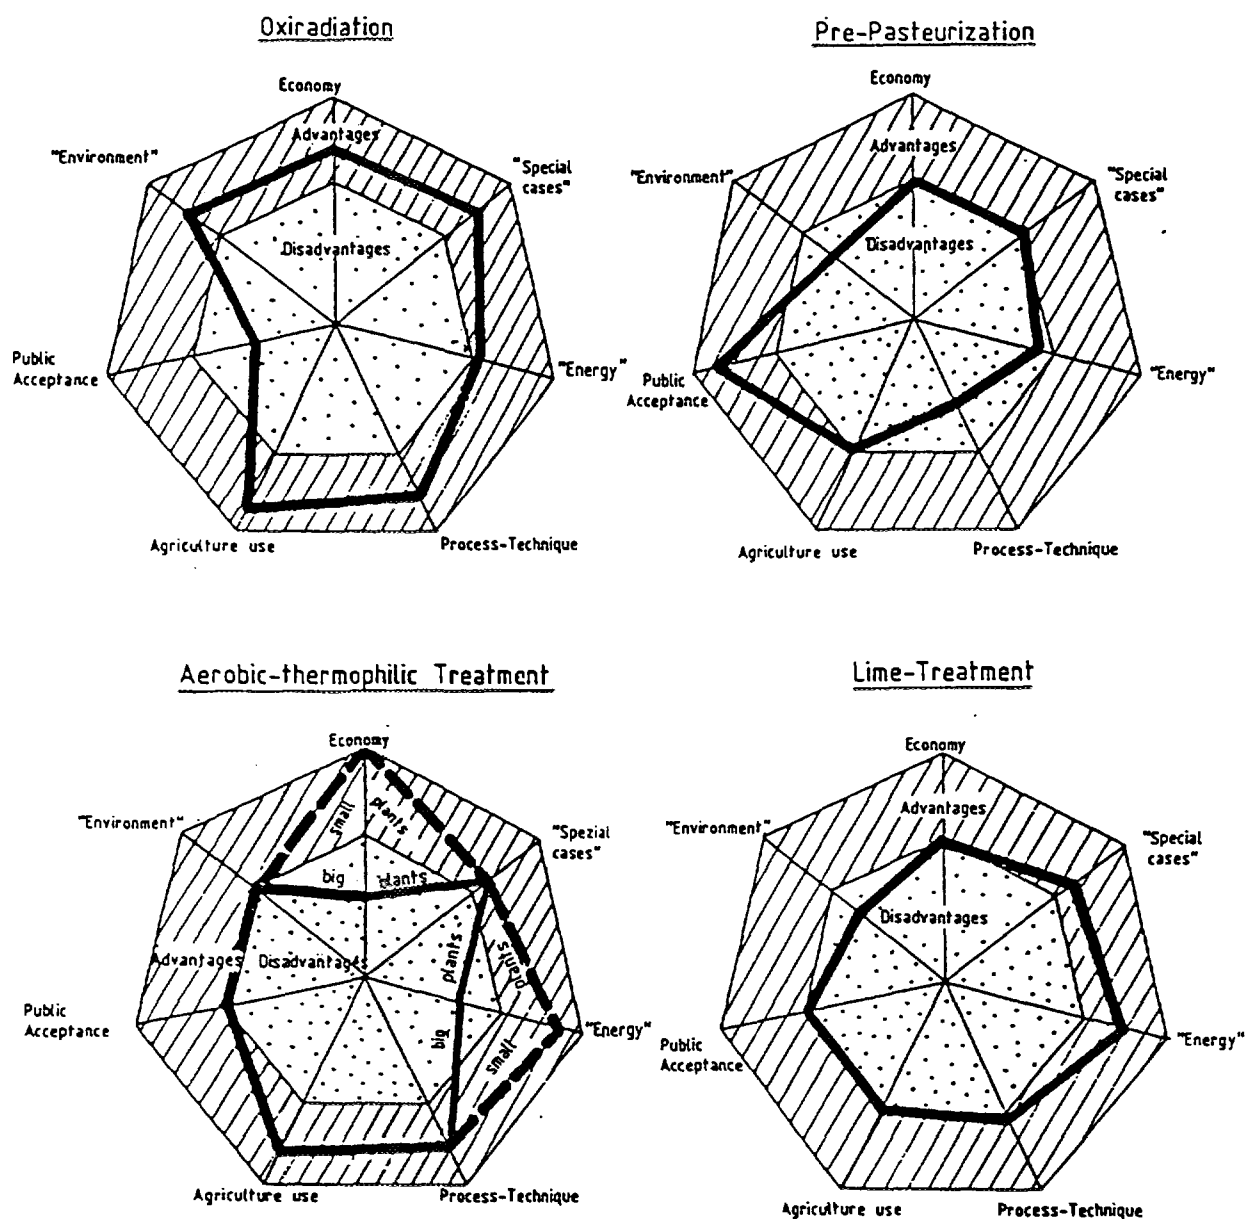 Oxiradiation
Economy
Advantages
"Environment"
"Special
cases"
Disadvantages
Public
Acceptance
"Energy"
Agriculture use
Process-Technique
Pre-Pasteurization
Economy
Advantages
"Environment"
"Special
cases"
Disadvantages
Public
Acceptance
"Energy"
Agriculture use
Process-Technique
Aerobic-thermophilic Treatment
Economy
"Environment"
small
plants
"Spezial
cases"
big
plants
Advantages
Disadvantages
plants
plants
Public
Acceptance
big
small
"Energy"
Agriculture use
Process-Technique
Lime-Treatment
Economy
Advantages
"Environment"
"Special
cases"
Disadvantages
Public
Acceptance
"Energy"
Agriculture use
Process-Technique